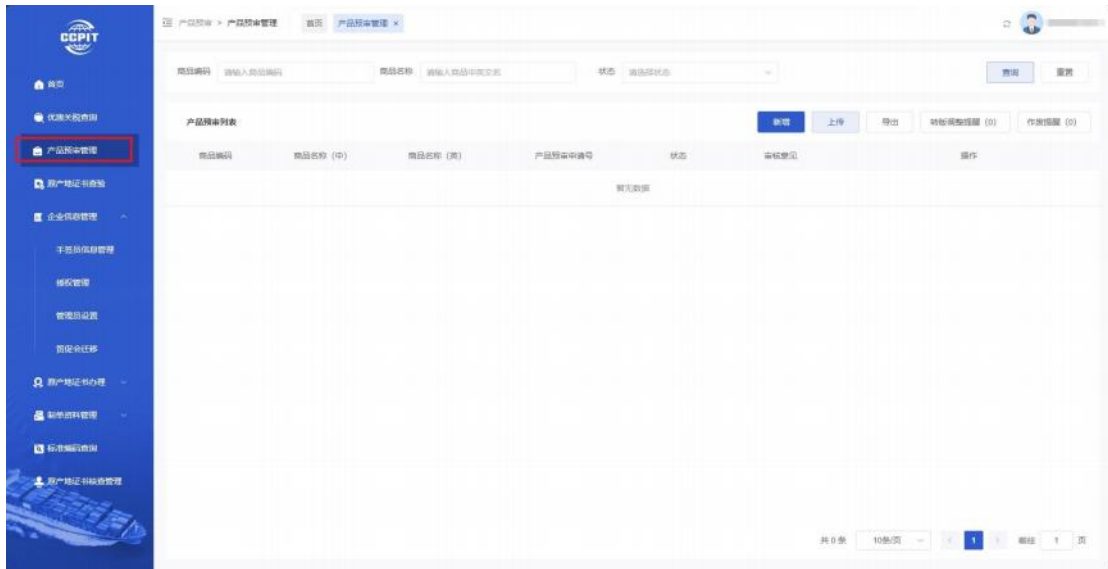 CCPIT
首页
优惠关税查询
产品预审管理
原产地证书查验
企业信息管理
手签员信息管理
授权管理
管理员设置
贸促会迁移
原产地证书办理
制单资料管理
标准编码查询
原产地证书核查管理
产品预审 > 产品预审管理 首页 产品预审管理 ×
商品编码 请输入商品编码 商品名称 请输入商品中英文名 状态 请选择状态 查询 重置
产品预审列表 新增 上传 导出 转版调整提醒 (0) 作废提醒 (0)
商品编码 商品名称 (中) 商品名称 (英) 产品预审申请号 状态 审核意见 操作
暂无数据
共 0 条 10条/页 1 前往 1 页